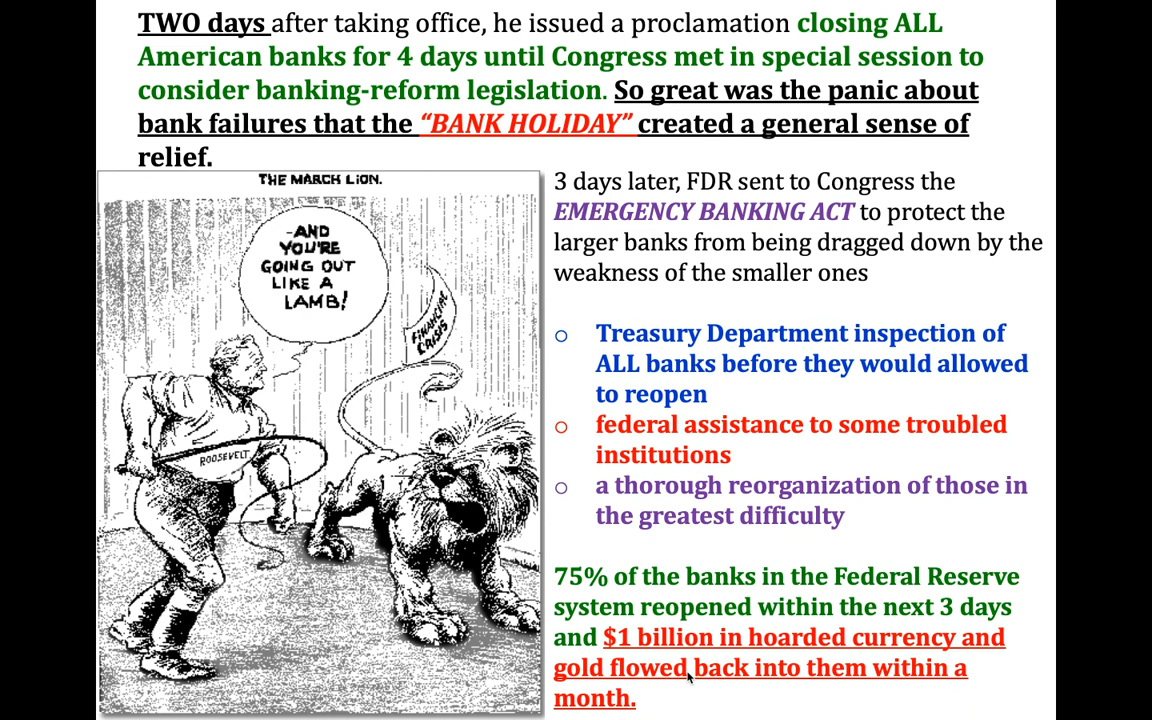 TWO days after taking office, he issued a proclamation closing ALL
American banks for 4 days until Congress met in special session to
consider banking-reform legislation. So great was the panic about
bank failures that the “BANK HOLIDAY” created a general sense of
relief.
THE MARCH LION.
-AND
YOU'RE
GOING OUT
LIKE A
LAMB!
FINANCIAL
CRISIS
ROOSEVELT
3 days later, FDR sent to Congress the
EMERGENCY BANKING ACT to protect the
larger banks from being dragged down by the
weakness of the smaller ones
o Treasury Department inspection of
ALL banks before they would allowed
to reopen
o federal assistance to some troubled
institutions
o a thorough reorganization of those in
the greatest difficulty
75% of the banks in the Federal Reserve
system reopened within the next 3 days
and $1 billion in hoarded currency and
gold flowed back into them within a
month.